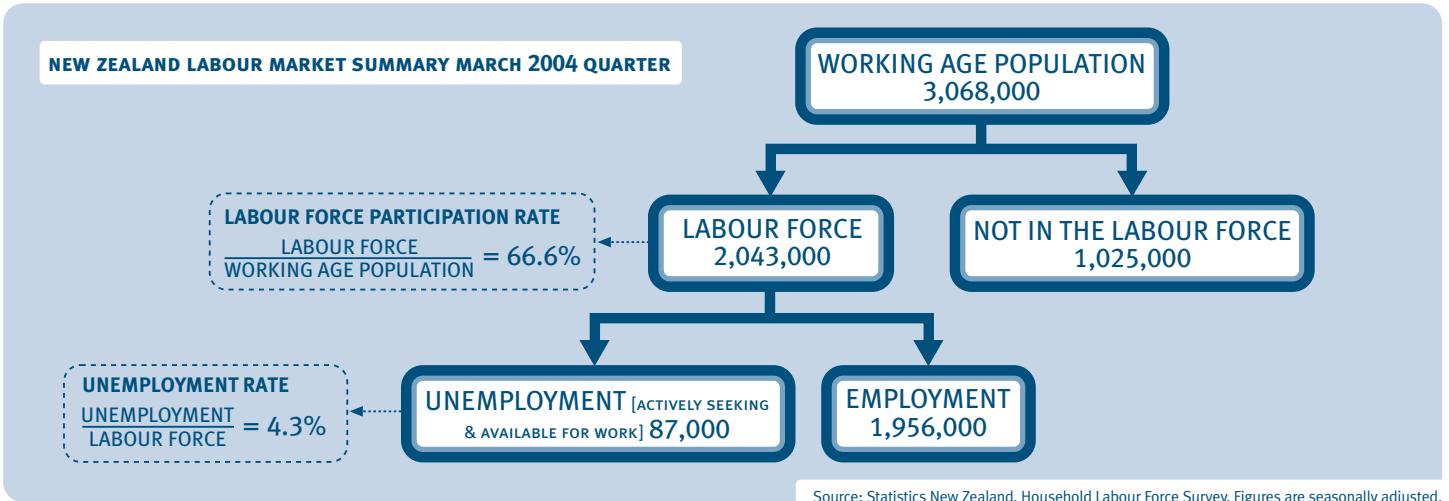 NEW ZEALAND LABOUR MARKET SUMMARY MARCH 2004 QUARTER
WORKING AGE POPULATION
3,068,000
LABOUR FORCE PARTICIPATION RATE
LABOUR FORCE
WORKING AGE POPULATION
= 66.6%
LABOUR FORCE
2,043,000
NOT IN THE LABOUR FORCE
1,025,000
UNEMPLOYMENT RATE
UNEMPLOYMENT
LABOUR FORCE
= 4.3%
UNEMPLOYMENT [ACTIVELY SEEKING
& AVAILABLE FOR WORK] 87,000
EMPLOYMENT
1,956,000
Source: Statistics New Zealand, Household Labour Force Survey. Figures are seasonally adjusted.